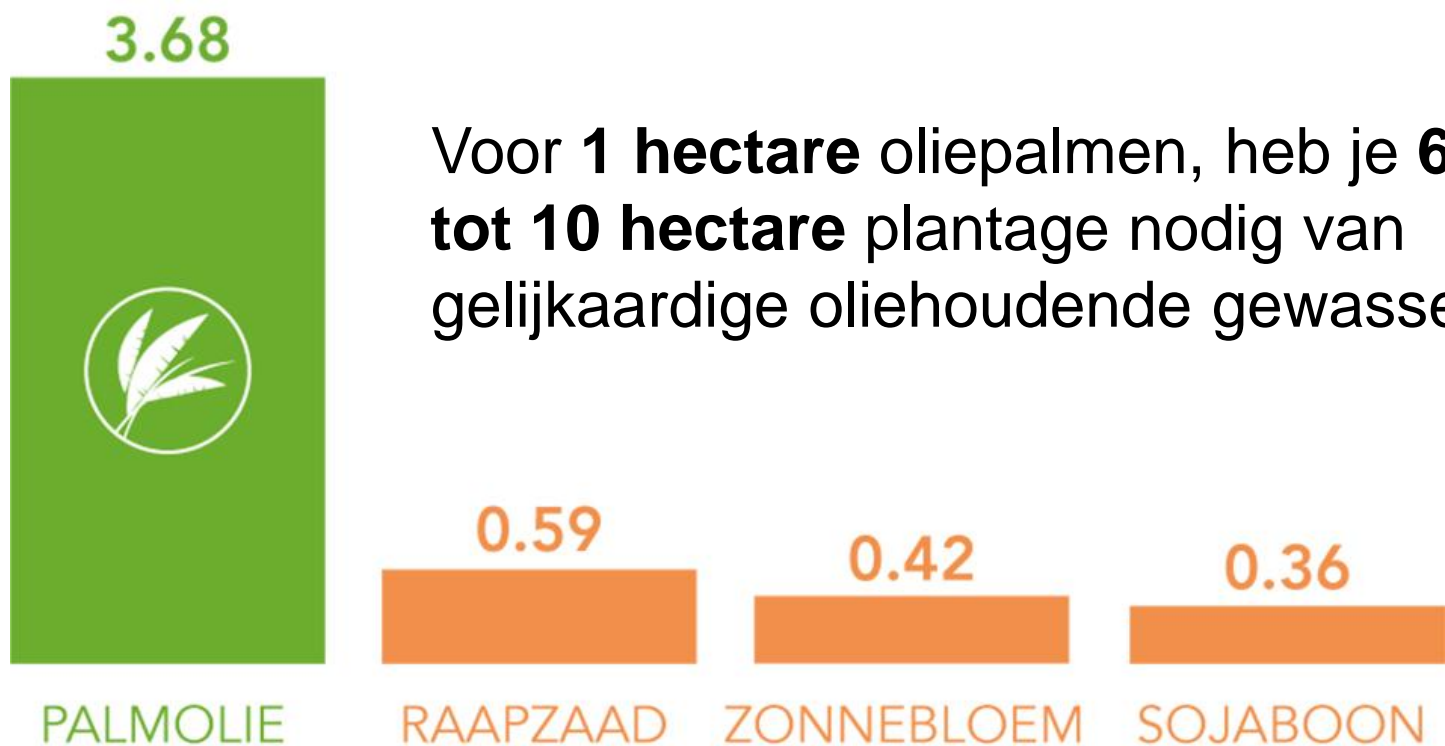 3.68
Voor 1 hectare oliepalmen, heb je 6
tot 10 hectare plantage nodig van
gelijkaardige oliehoudende gewasse
0.59
0.42
0.36
PALMOLIE
RAAPZAAD
ZONNEBLOEM
SOJABOON